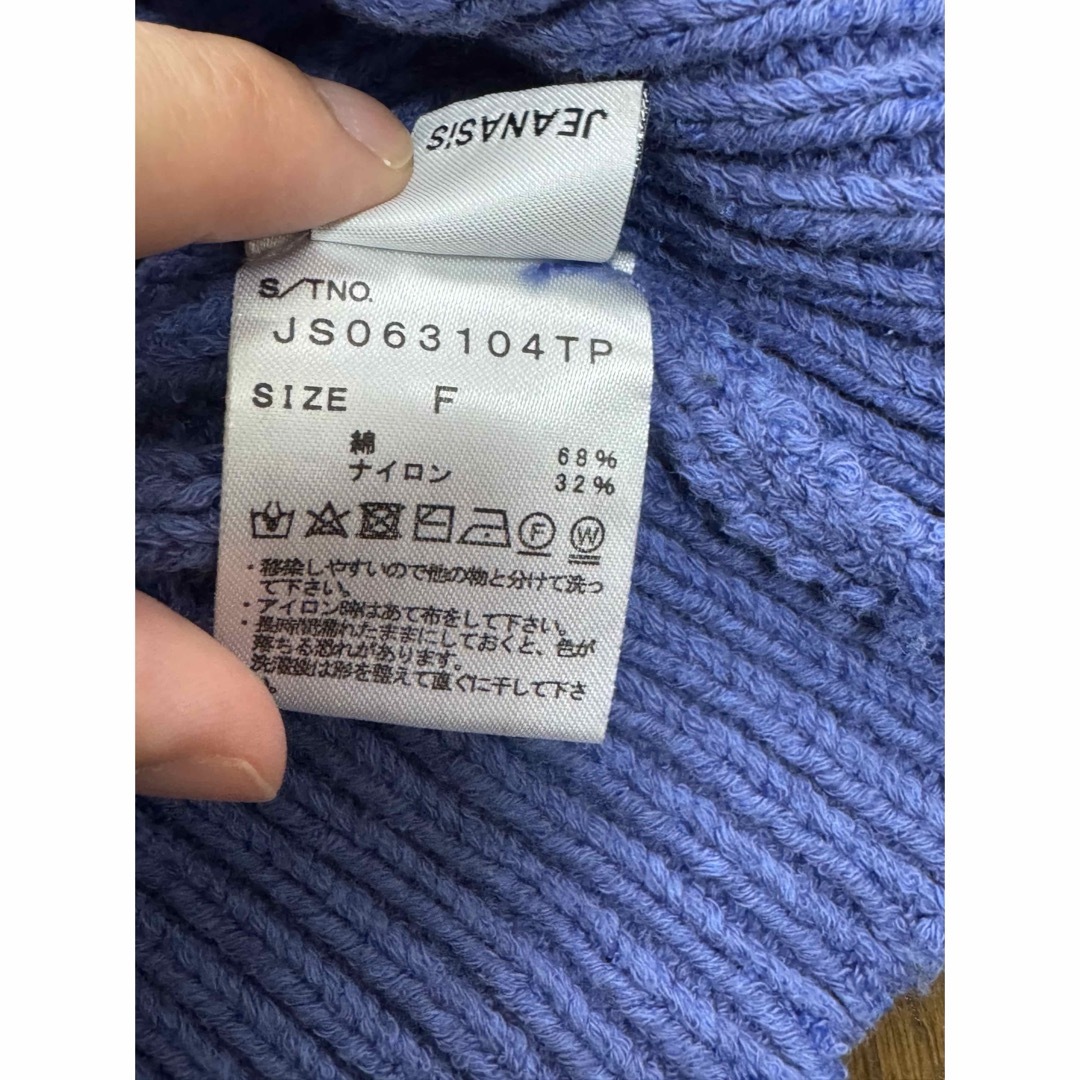 JEANASiS
S/TNO.
JS063104TP
SIZE F
綿 68%
ナイロン 32%
F W
・移染しやすいので他の物と分けて洗っ
て下さい。
・アイロン時はあて布をして下さい。
・長時間濡れたままにしておくと、色が
落ちる恐れがあります。
洗濯後は形を整えて直ぐに干して下さ
い。